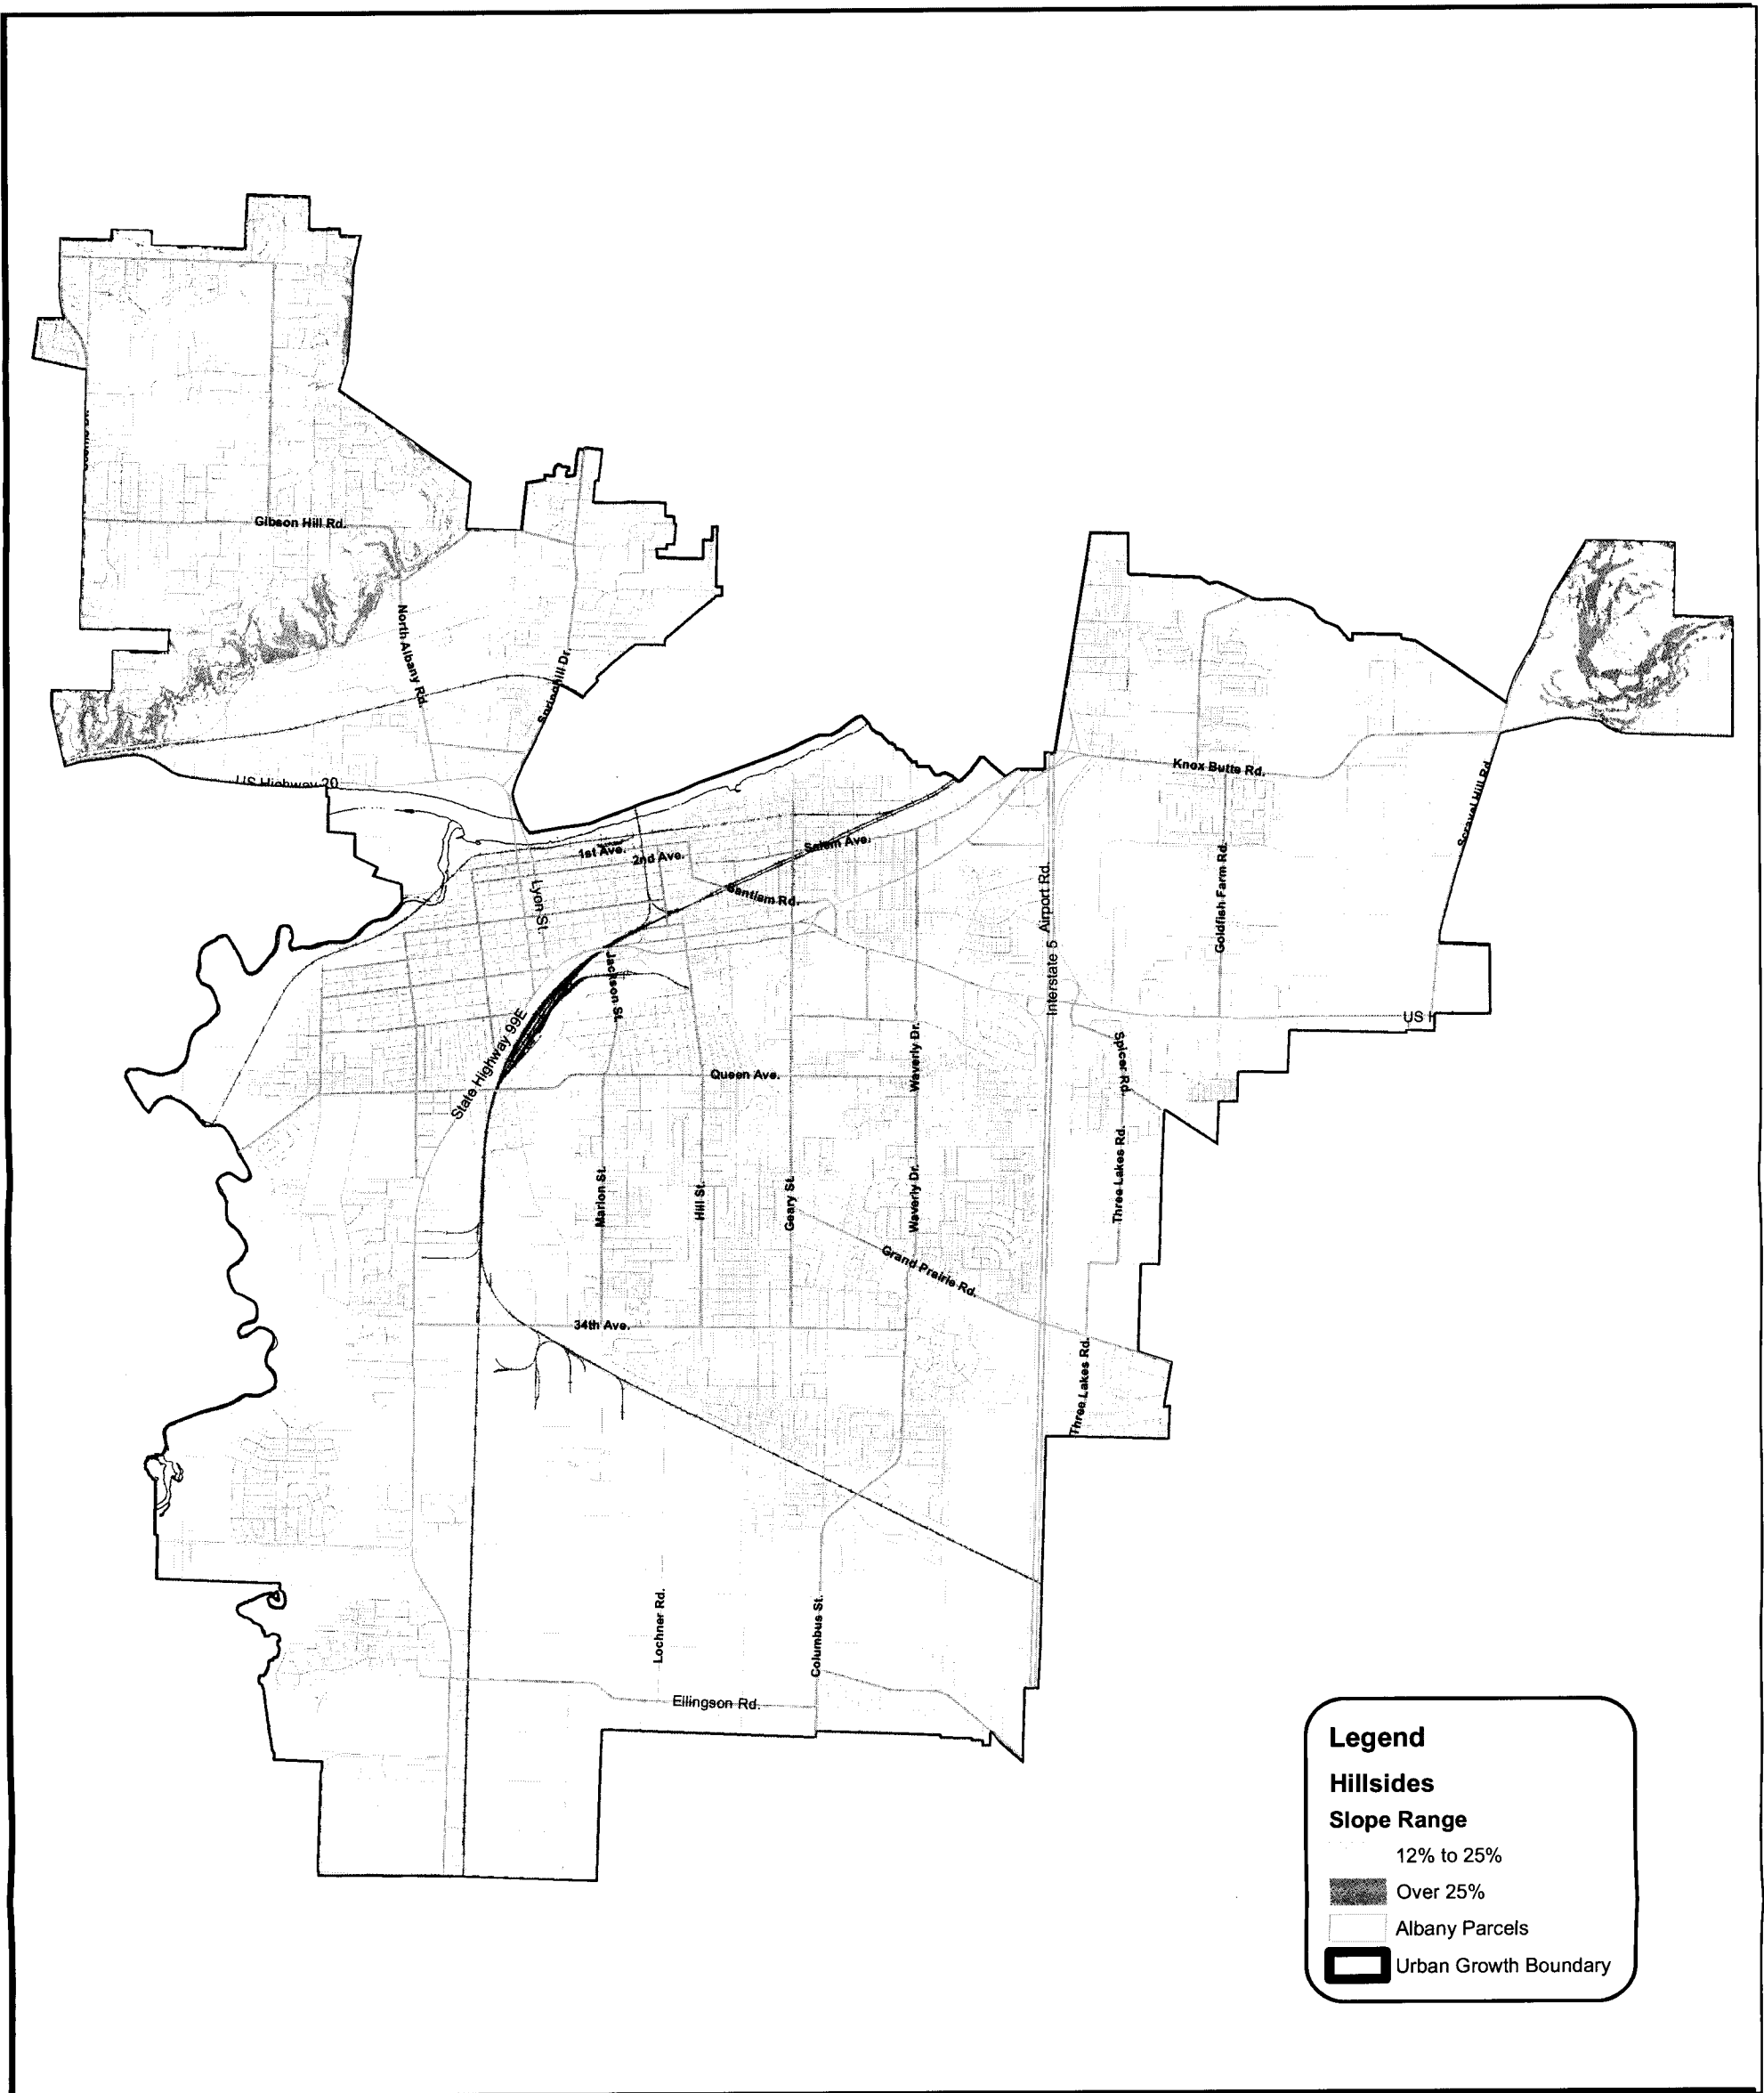 Gibson Hill Rd.
North Albany Rd.
Springhill Dr.
US Highway 20
Knox Butte Rd.
Scravel Hill Rd.
1st Ave.
2nd Ave.
Salem Ave.
Santiam Rd.
Lyon St.
Airport Rd.
Goldfish Farm Rd.
Interstate 5
Jackson St.
State Highway 99E
US H
Queen Ave.
Waverly Dr.
Spicer Rd.
Marion St.
Hill St.
Geary St.
Waverly Dr.
Three Lakes Rd.
Grand Prairie Rd.
34th Ave.
Three Lakes Rd.
Lochner Rd.
Columbus St.
Ellingson Rd.
Legend
Hillsides
Slope Range
12% to 25%
Over 25%
Albany Parcels
Urban Growth Boundary